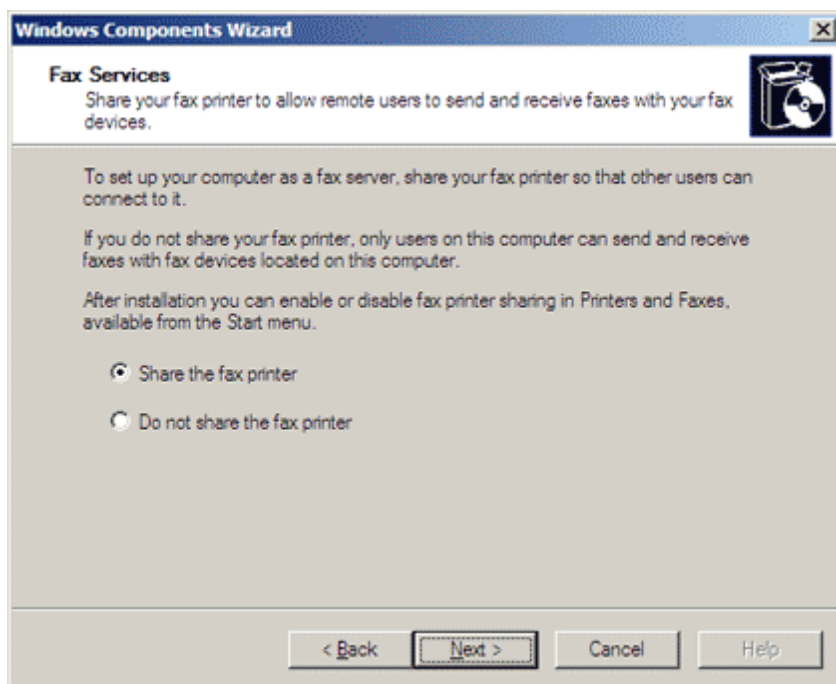 Windows Components Wizard
Fax Services
Share your fax printer to allow remote users to send and receive faxes with your fax
devices.
To set up your computer as a fax server, share your fax printer so that other users can
connect to it.
If you do not share your fax printer, only users on this computer can send and receive
faxes with fax devices located on this computer.
After installation you can enable or disable fax printer sharing in Printers and Faxes,
available from the Start menu.
Share the fax printer
Do not share the fax printer
< Back
Next >
Cancel
Help